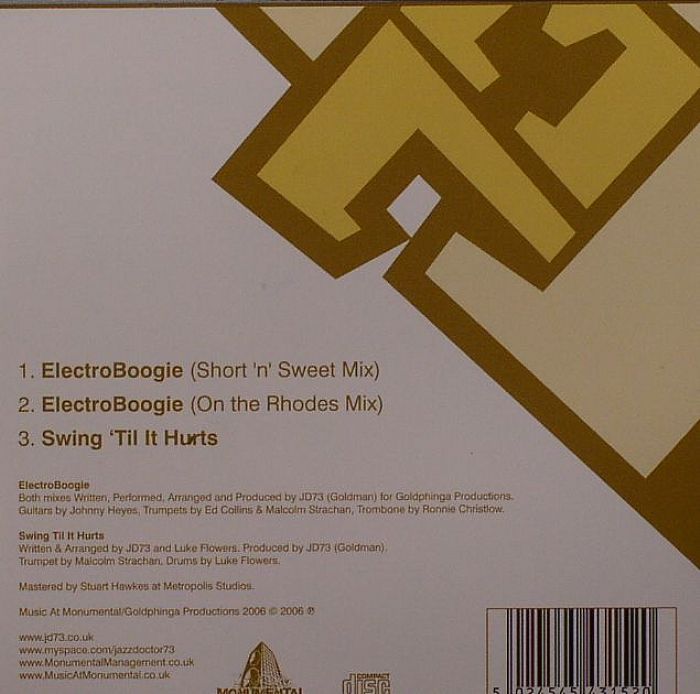 1. ElectroBoogie (Short 'n' Sweet Mix)
2. ElectroBoogie (On the Rhodes Mix)
3. Swing ‘Til It Hurts
ElectroBoogie
Both mixes Written, Performed, Arranged and Produced by JD73 (Goldman) for Goldphinga Productions.
Guitars by Johnny Heyes, Trumpets by Ed Collins & Malcolm Strachan, Trombone by Ronnie Christlow.
Swing Til It Hurts
Written & Arranged by JD73 and Luke Flowers. Produced by JD73 (Goldman).
Trumpet by Malcolm Strachan, Drums by Luke Flowers.
Mastered by Stuart Hawkes at Metropolis Studios.
Music At Monumental/Goldphinga Productions 2006 © 2006 ℗
www.jd73.co.uk
www.myspace.com/jazzdoctor73
www.MonumentalManagement.co.uk
www.MusicAtMonumental.co.uk
MONUMENTAL
COMPACT
disc